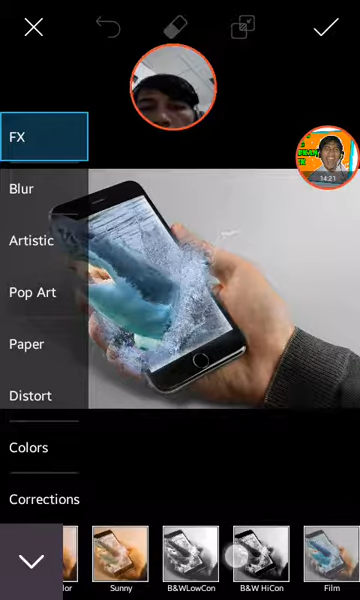 FX
14:21
Blur
Artistic
Pop Art
Paper
Distort
Colors
Corrections
Sunny
B&WLowCon
B&W HiCon
Film